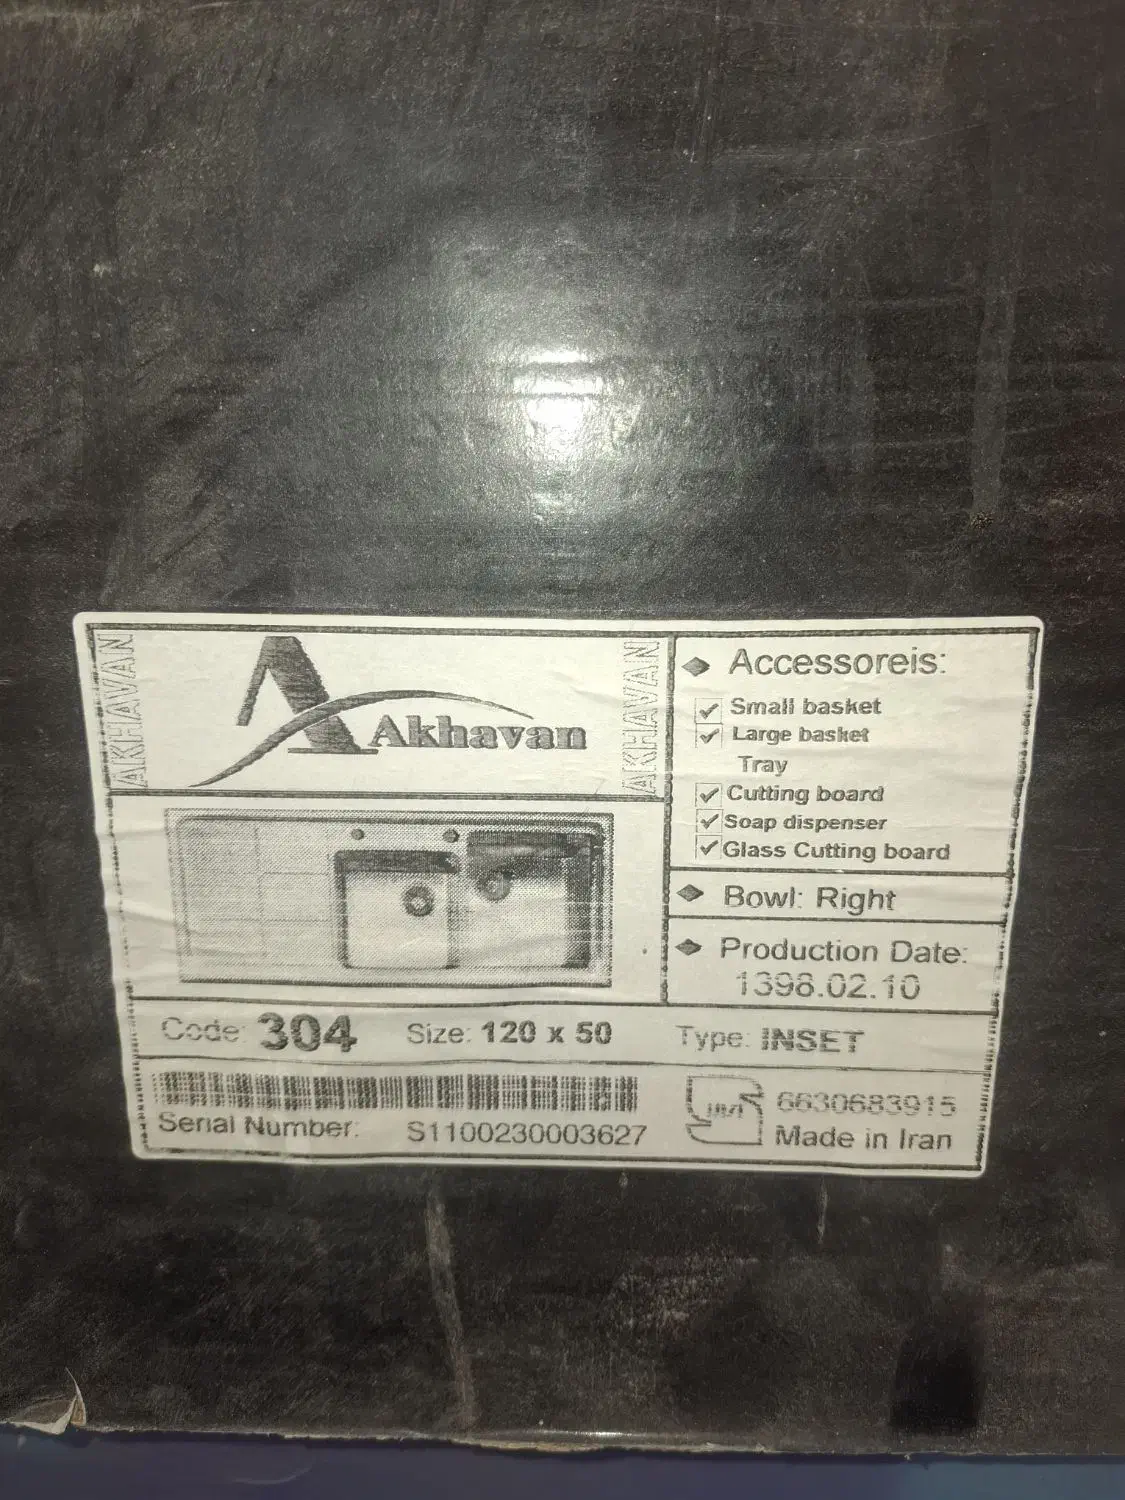 AKHAVAN
Akhavan
AKHAVAN
Accessoreis:
Small basket
Large basket
Tray
Cutting board
Soap dispenser
Glass Cutting board
Bowl: Right
Production Date:
1398.02.10
Code: 304 Size: 120 x 50 Type: INSET
Serial Number: S1100230003627
6630683915
Made in Iran